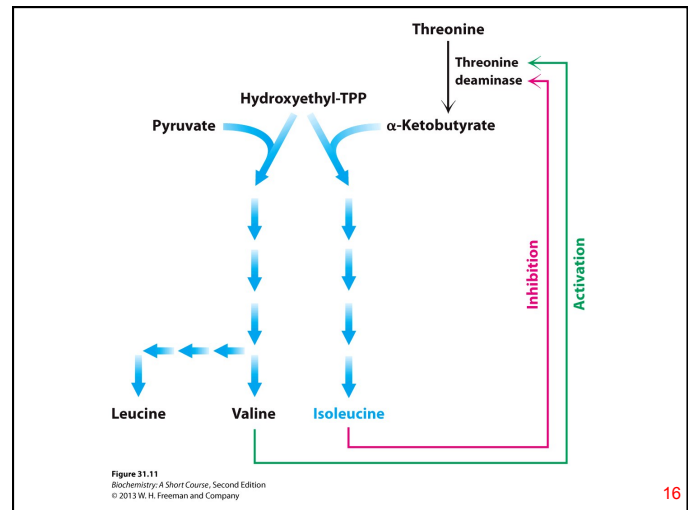 Threonine
Threonine
deaminase
Hydroxyethyl-TPP
Pyruvate
α-Ketobutyrate
Inhibition
Activation
Leucine
Valine
Isoleucine
Figure 31.11
Biochemistry: A Short Course, Second Edition
© 2013 W. H. Freeman and Company
16